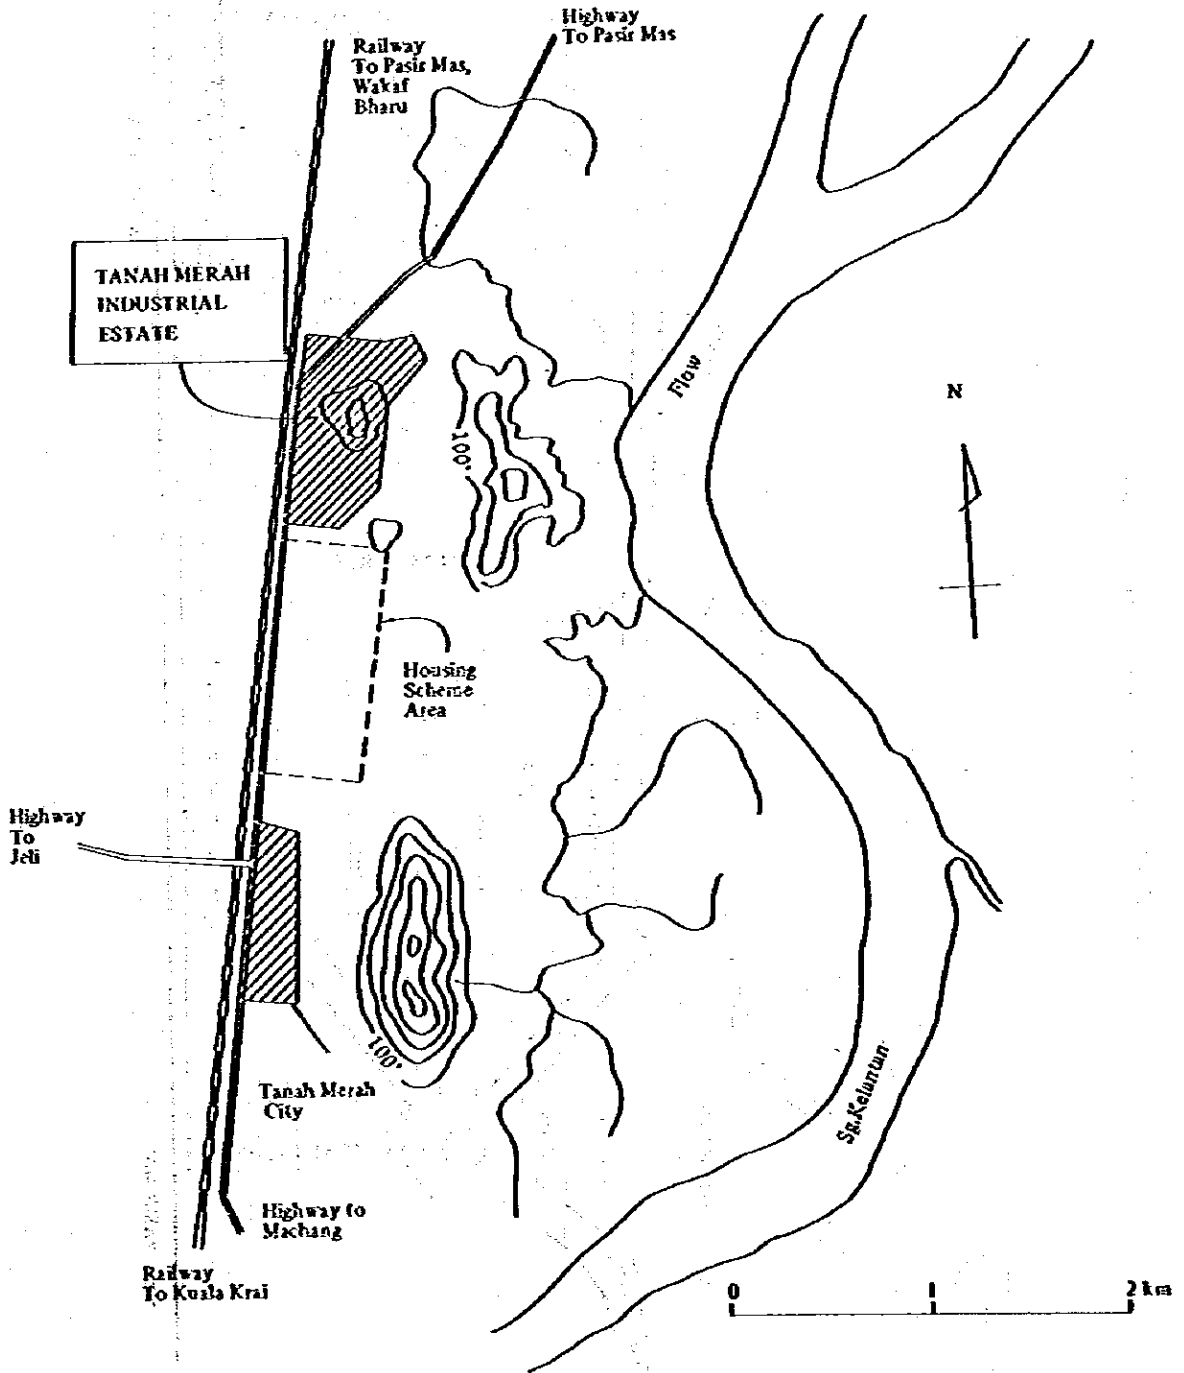 Highway
To Pasir Mas
Railway
To Pasir Mas,
Wakaf
Bharu
TANAH MERAH
INDUSTRIAL
ESTATE
Flow
N
100'
Housing
Scheme
Area
Highway
To
Jeli
100'
Tanah Merah
City
Sg.Keluntun
Highway to
Machang
Railway
To Kuala Krai
0
1
2 km